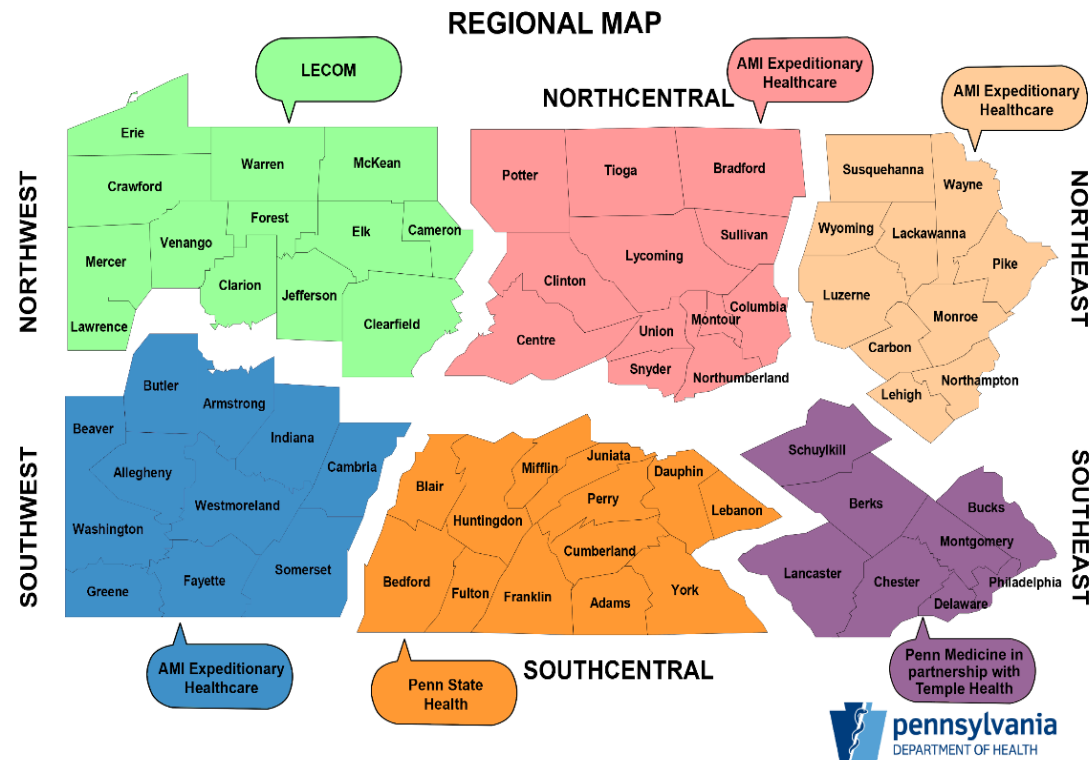 REGIONAL MAP
LECOM
AMI Expeditionary
Healthcare
AMI Expeditionary
Healthcare
NORTHCENTRAL
NORTHWEST
NORTHEAST
Erie
Warren
McKean
Crawford
Forest
Venango
Elk
Cameron
Mercer
Clarion
Jefferson
Lawrence
Clearfield
Potter
Tioga
Bradford
Sullivan
Lycoming
Clinton
Columbia
Montour
Union
Centre
Snyder
Northumberland
Susquehanna
Wayne
Wyoming
Lackawanna
Pike
Luzerne
Monroe
Carbon
Northampton
Lehigh
SOUTHWEST
SOUTHEAST
Butler
Armstrong
Beaver
Indiana
Allegheny
Cambria
Westmoreland
Washington
Somerset
Fayette
Greene
Juniata
Mifflin
Dauphin
Blair
Perry
Lebanon
Huntingdon
Cumberland
Bedford
Fulton
Franklin
Adams
York
Schuylkill
Berks
Bucks
Montgomery
Lancaster
Chester
Philadelphia
Delaware
AMI Expeditionary
Healthcare
Penn State
Health
SOUTHCENTRAL
Penn Medicine in
partnership with
Temple Health
pennsylvania
DEPARTMENT OF HEALTH